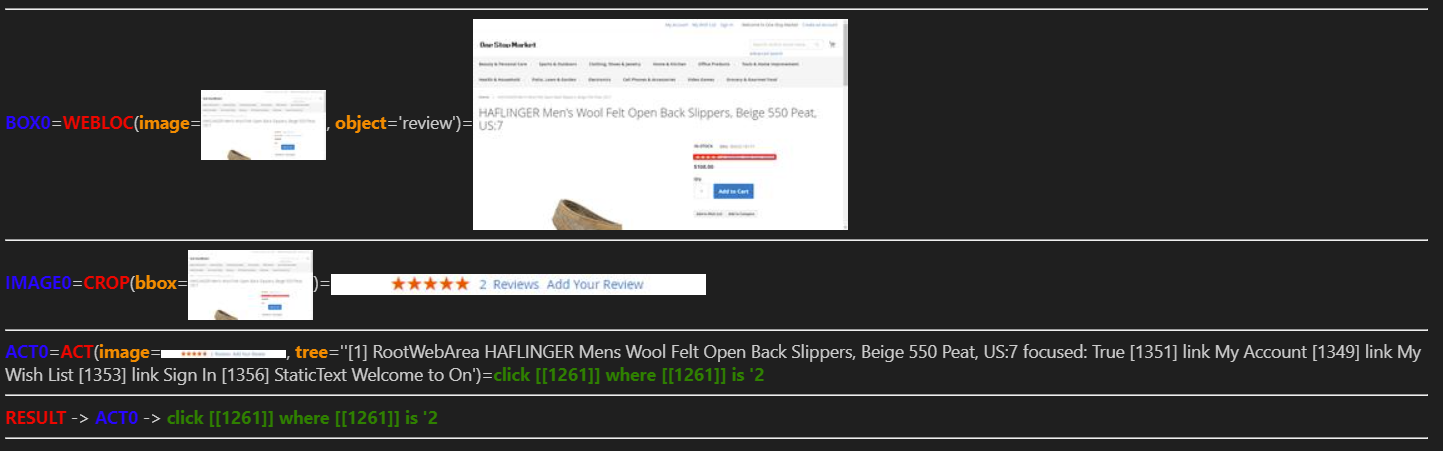 My Account My Wish List Sign In Welcome to One Stop Market Create an Account
One Stop Market
Advanced Search
Beauty & Personal Care Sports & Outdoors Clothing, Shoes & Jewelry Home & Kitchen Office Products Tools & Home Improvement
Health & Household Patio, Lawn & Garden Electronics Cell Phones & Accessories Video Games Grocery & Gourmet Food
HAFLINGER Men's Wool Felt Open Back Slippers, Beige 550 Peat,
US:7
BOX0=WEBLOC(image=, object='review')=
IN STOCK
$108.00
Qty
Add to Cart
Add to Wish List Add to Compare
IMAGE0=CROP(bbox=)= 2 Reviews Add Your Review
ACT0=ACT(image=, tree="[1] RootWebArea HAFLINGER Mens Wool Felt Open Back Slippers, Beige 550 Peat, US:7 focused: True [1351] link My Account [1349] link My
Wish List [1353] link Sign In [1356] StaticText Welcome to On')=click [[1261]] where [[1261]] is '2
RESULT -> ACT0 -> click [[1261]] where [[1261]] is '2